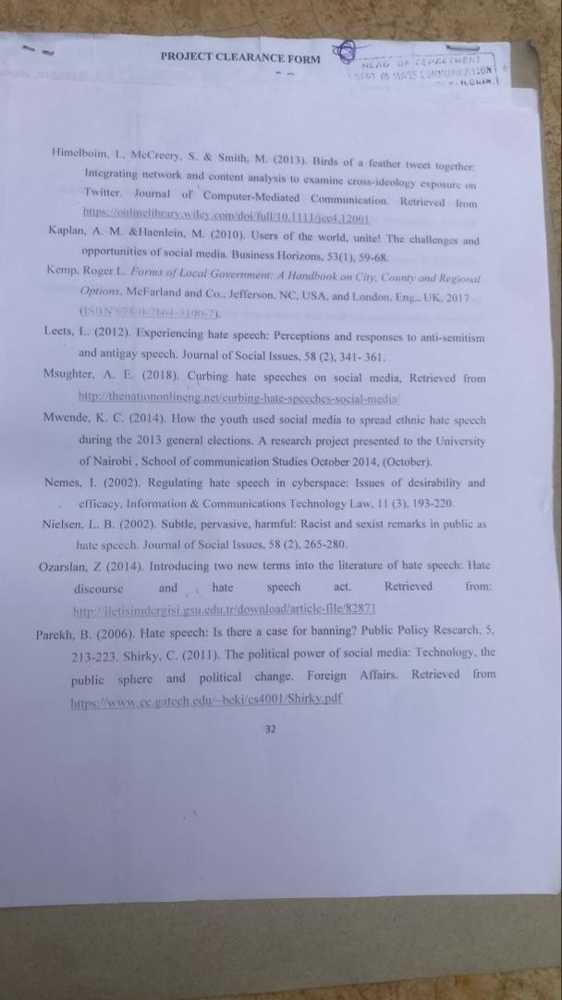 PROJECT CLEARANCE FORM
HEAD OF DEPARTMENT
DEPT OF MASS COMMUNICATION
ILORIN.
Himelboim, I., McCreery, S. & Smith, M. (2013). Birds of a feather tweet together:
Integrating network and content analysis to examine cross-ideology exposure on
Twitter. Journal of Computer-Mediated Communication. Retrieved from
https://onlinelibrary.wiley.com/doi/full/10.1111/jcc4.12001
Kaplan, A. M. &Haenlein, M. (2010). Users of the world, unite! The challenges and
opportunities of social media. Business Horizons, 53(1), 59-68.
Kemp. Roger L. Forms of Local Government: A Handbook on City, County and Regional
Options. McFarland and Co., Jefferson, NC, USA, and London, Eng., UK, 2017
(ISBN 978-0-7864-3100-7).
Leets, L. (2012). Experiencing hate speech: Perceptions and responses to anti-semitism
and antigay speech. Journal of Social Issues, 58 (2), 341- 361.
Msughter, A. E. (2018). Curbing hate speeches on social media, Retrieved from
http://thenationonlineng.net/curbing-hate-speeches-social-media/
Mwende, K. C. (2014). How the youth used social media to spread ethnic hate speech
during the 2013 general elections. A research project presented to the University
of Nairobi , School of communication Studies October 2014, (October).
Nemes, I. (2002). Regulating hate speech in cyberspace: Issues of desirability and
efficacy, Information & Communications Technology Law, 11 (3), 193-220.
Nielsen, L. B. (2002). Subtle, pervasive, harmful: Racist and sexist remarks in public as
hate speech. Journal of Social Issues, 58 (2), 265-280.
Ozarslan, Z (2014). Introducing two new terms into the literature of hate speech: Hate
discourse and hate speech act. Retrieved from:
http://iletisimdergisi.gsu.edu.tr/download/article-file/82871
Parekh, B. (2006). Hate speech: Is there a case for banning? Public Policy Research, 5,
213-223. Shirky, C. (2011). The political power of social media: Technology, the
public sphere and political change. Foreign Affairs. Retrieved from
https://www.cc.gatech.edu/~beki/cs4001/Shirky.pdf
32